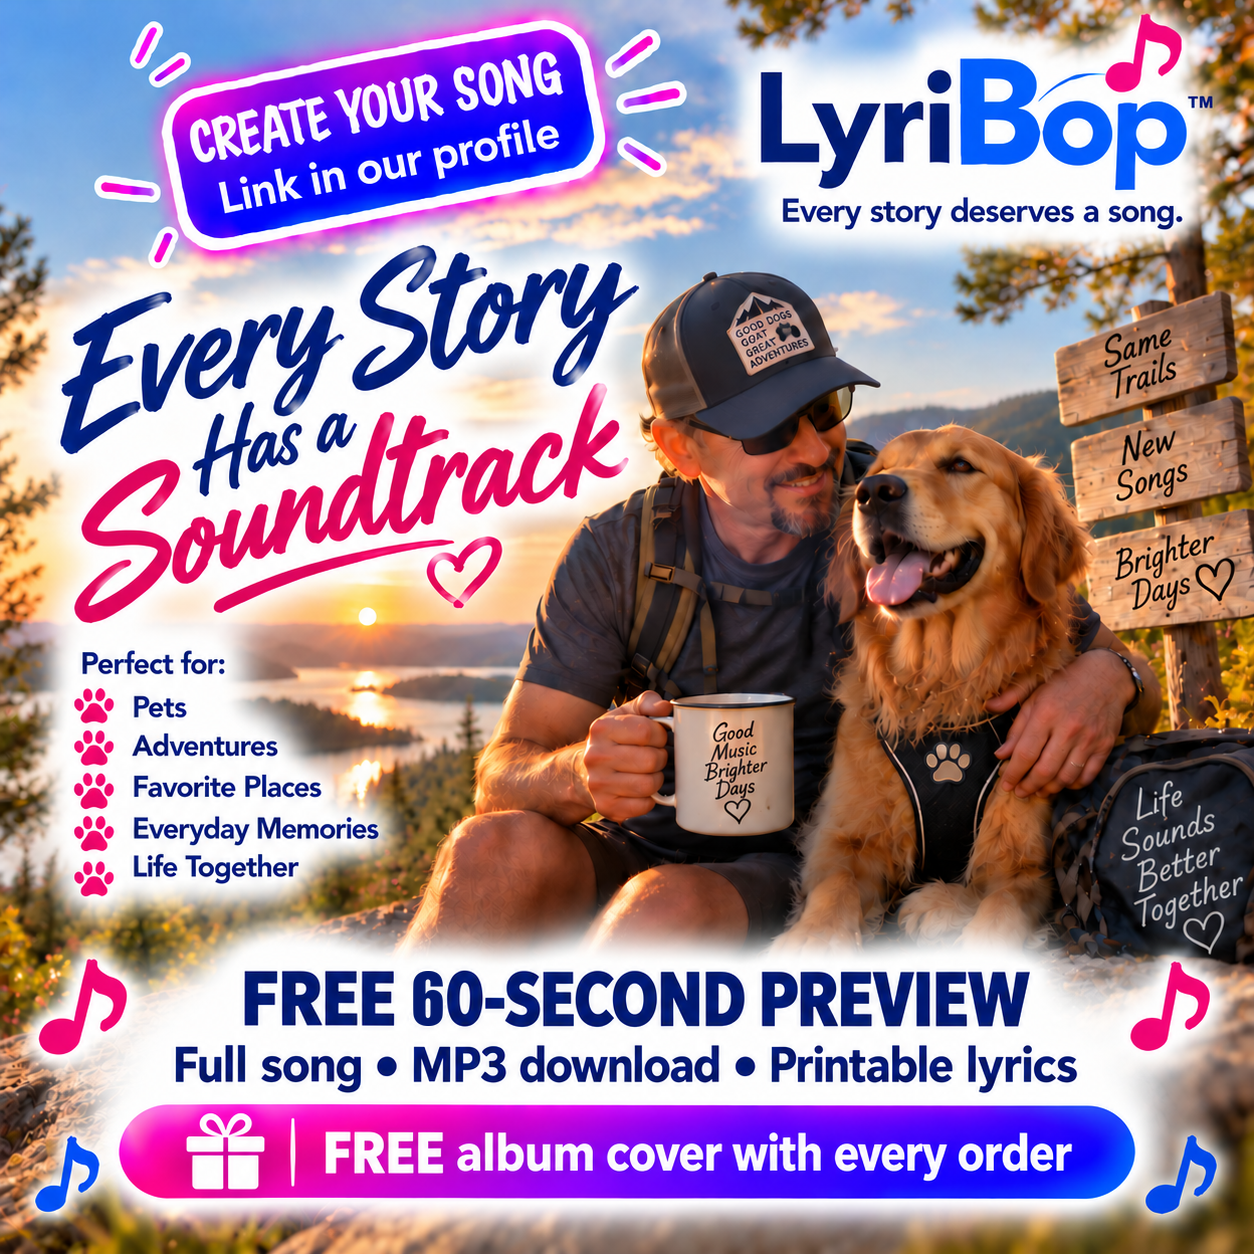 CREATE YOUR SONG
Link in our profile
LyriBop™
Every story deserves a song.
Every Story
Has a
Soundtrack
GOOD DOGS
GOAT
GREAT
ADVENTURES
Same
Trails
New
Songs
Brighter
Days
Perfect for:
Pets
Adventures
Favorite Places
Everyday Memories
Life Together
Good
Music
Brighter
Days
Life
Sounds
Better
Together
FREE 60-SECOND PREVIEW
Full song • MP3 download • Printable lyrics
FREE album cover with every order